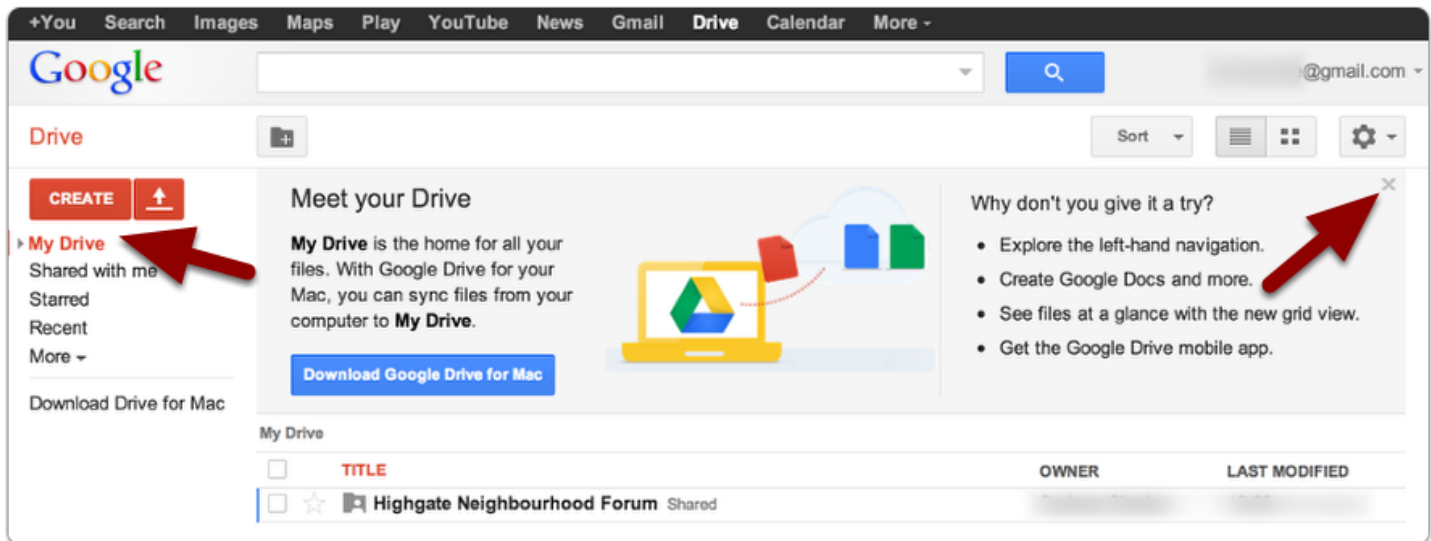 +You Search Images Maps Play YouTube News Gmail Drive Calendar More
Google
@gmail.com
Drive
Sort
CREATE
My Drive
Shared with me
Starred
Recent
More
Download Drive for Mac
Meet your Drive
My Drive is the home for all your
files. With Google Drive for your
Mac, you can sync files from your
computer to My Drive.
Download Google Drive for Mac
Why don't you give it a try?
• Explore the left-hand navigation.
• Create Google Docs and more.
• See files at a glance with the new grid view.
• Get the Google Drive mobile app.
My Drive
TITLE OWNER LAST MODIFIED
Highgate Neighbourhood Forum Shared